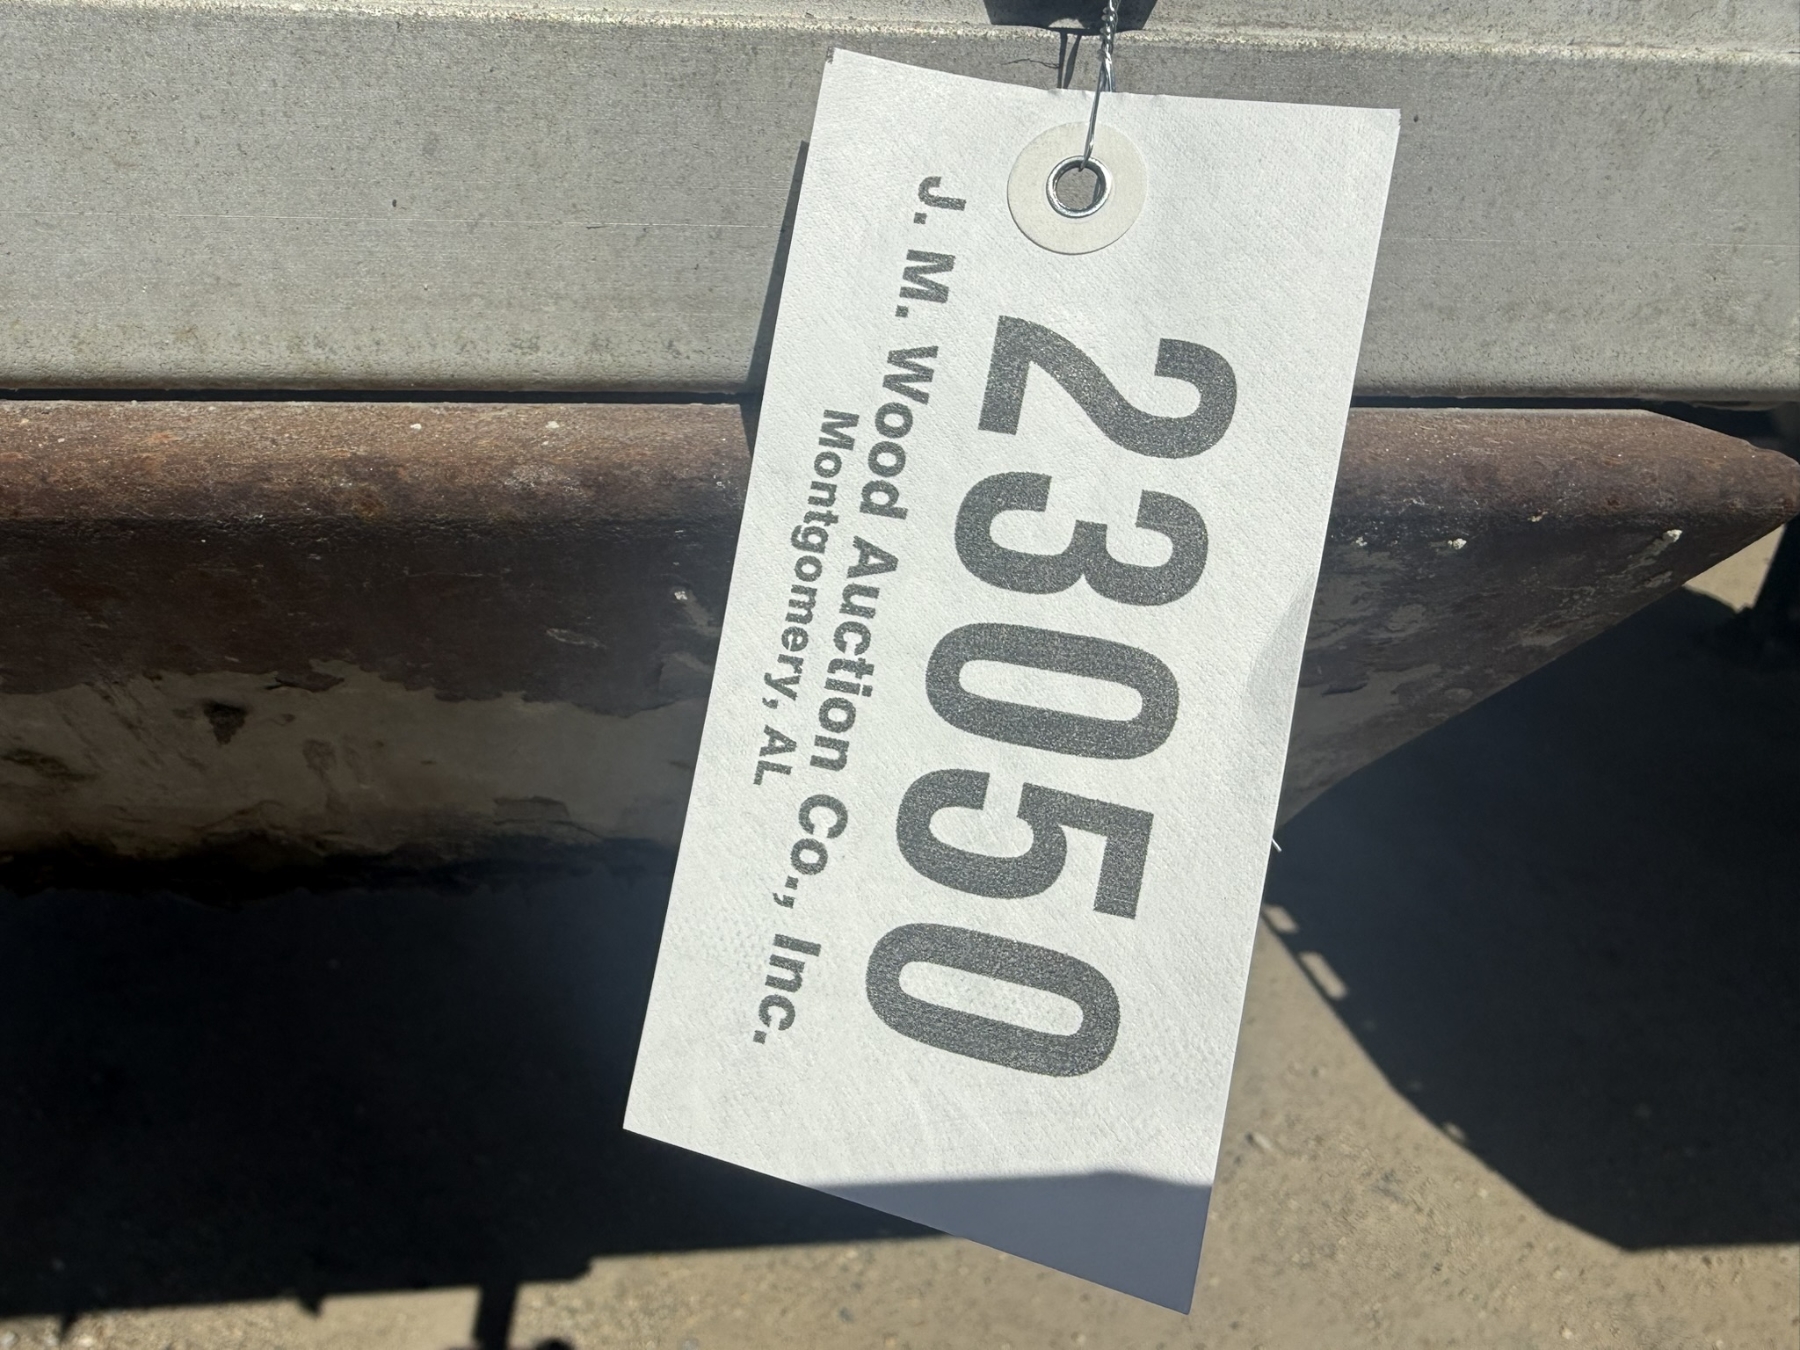 23050
J. M. Wood Auction Co., Inc.
Montgomery, AL